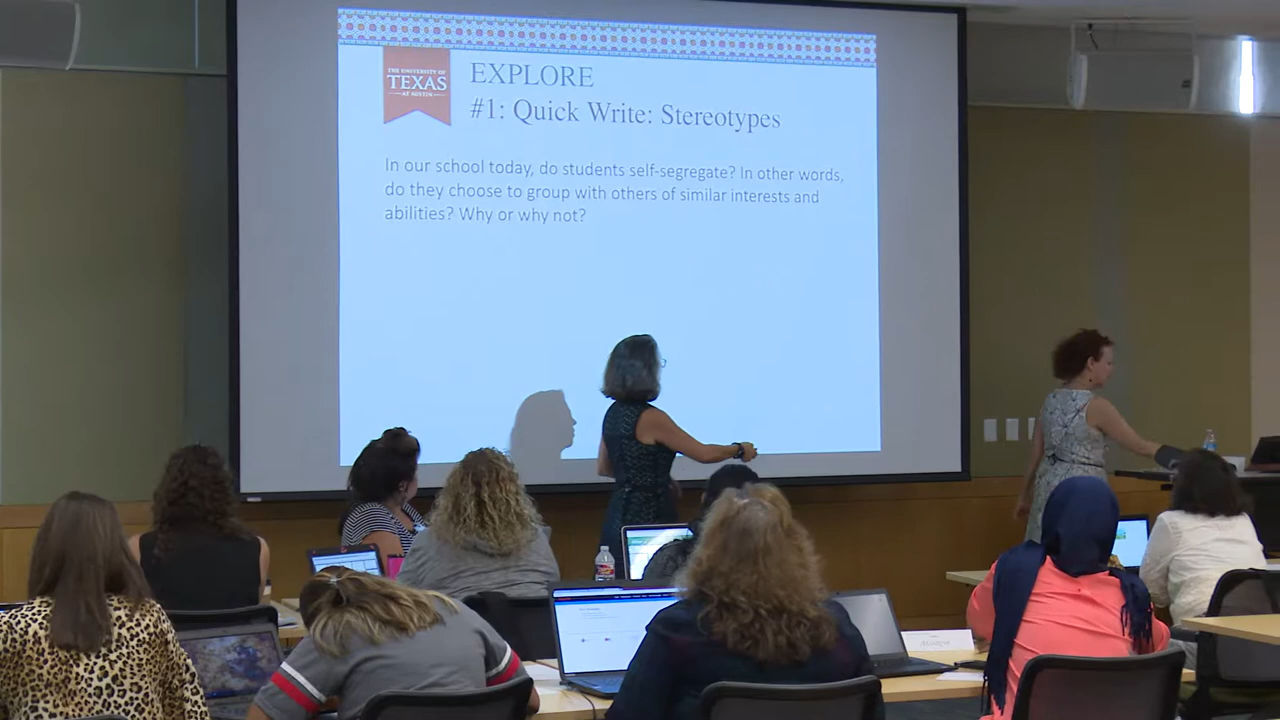 THE UNIVERSITY OF
TEXAS
AT AUSTIN
EXPLORE
#1: Quick Write: Stereotypes
In our school today, do students self-segregate? In other words,
do they choose to group with others of similar interests and
abilities? Why or why not?